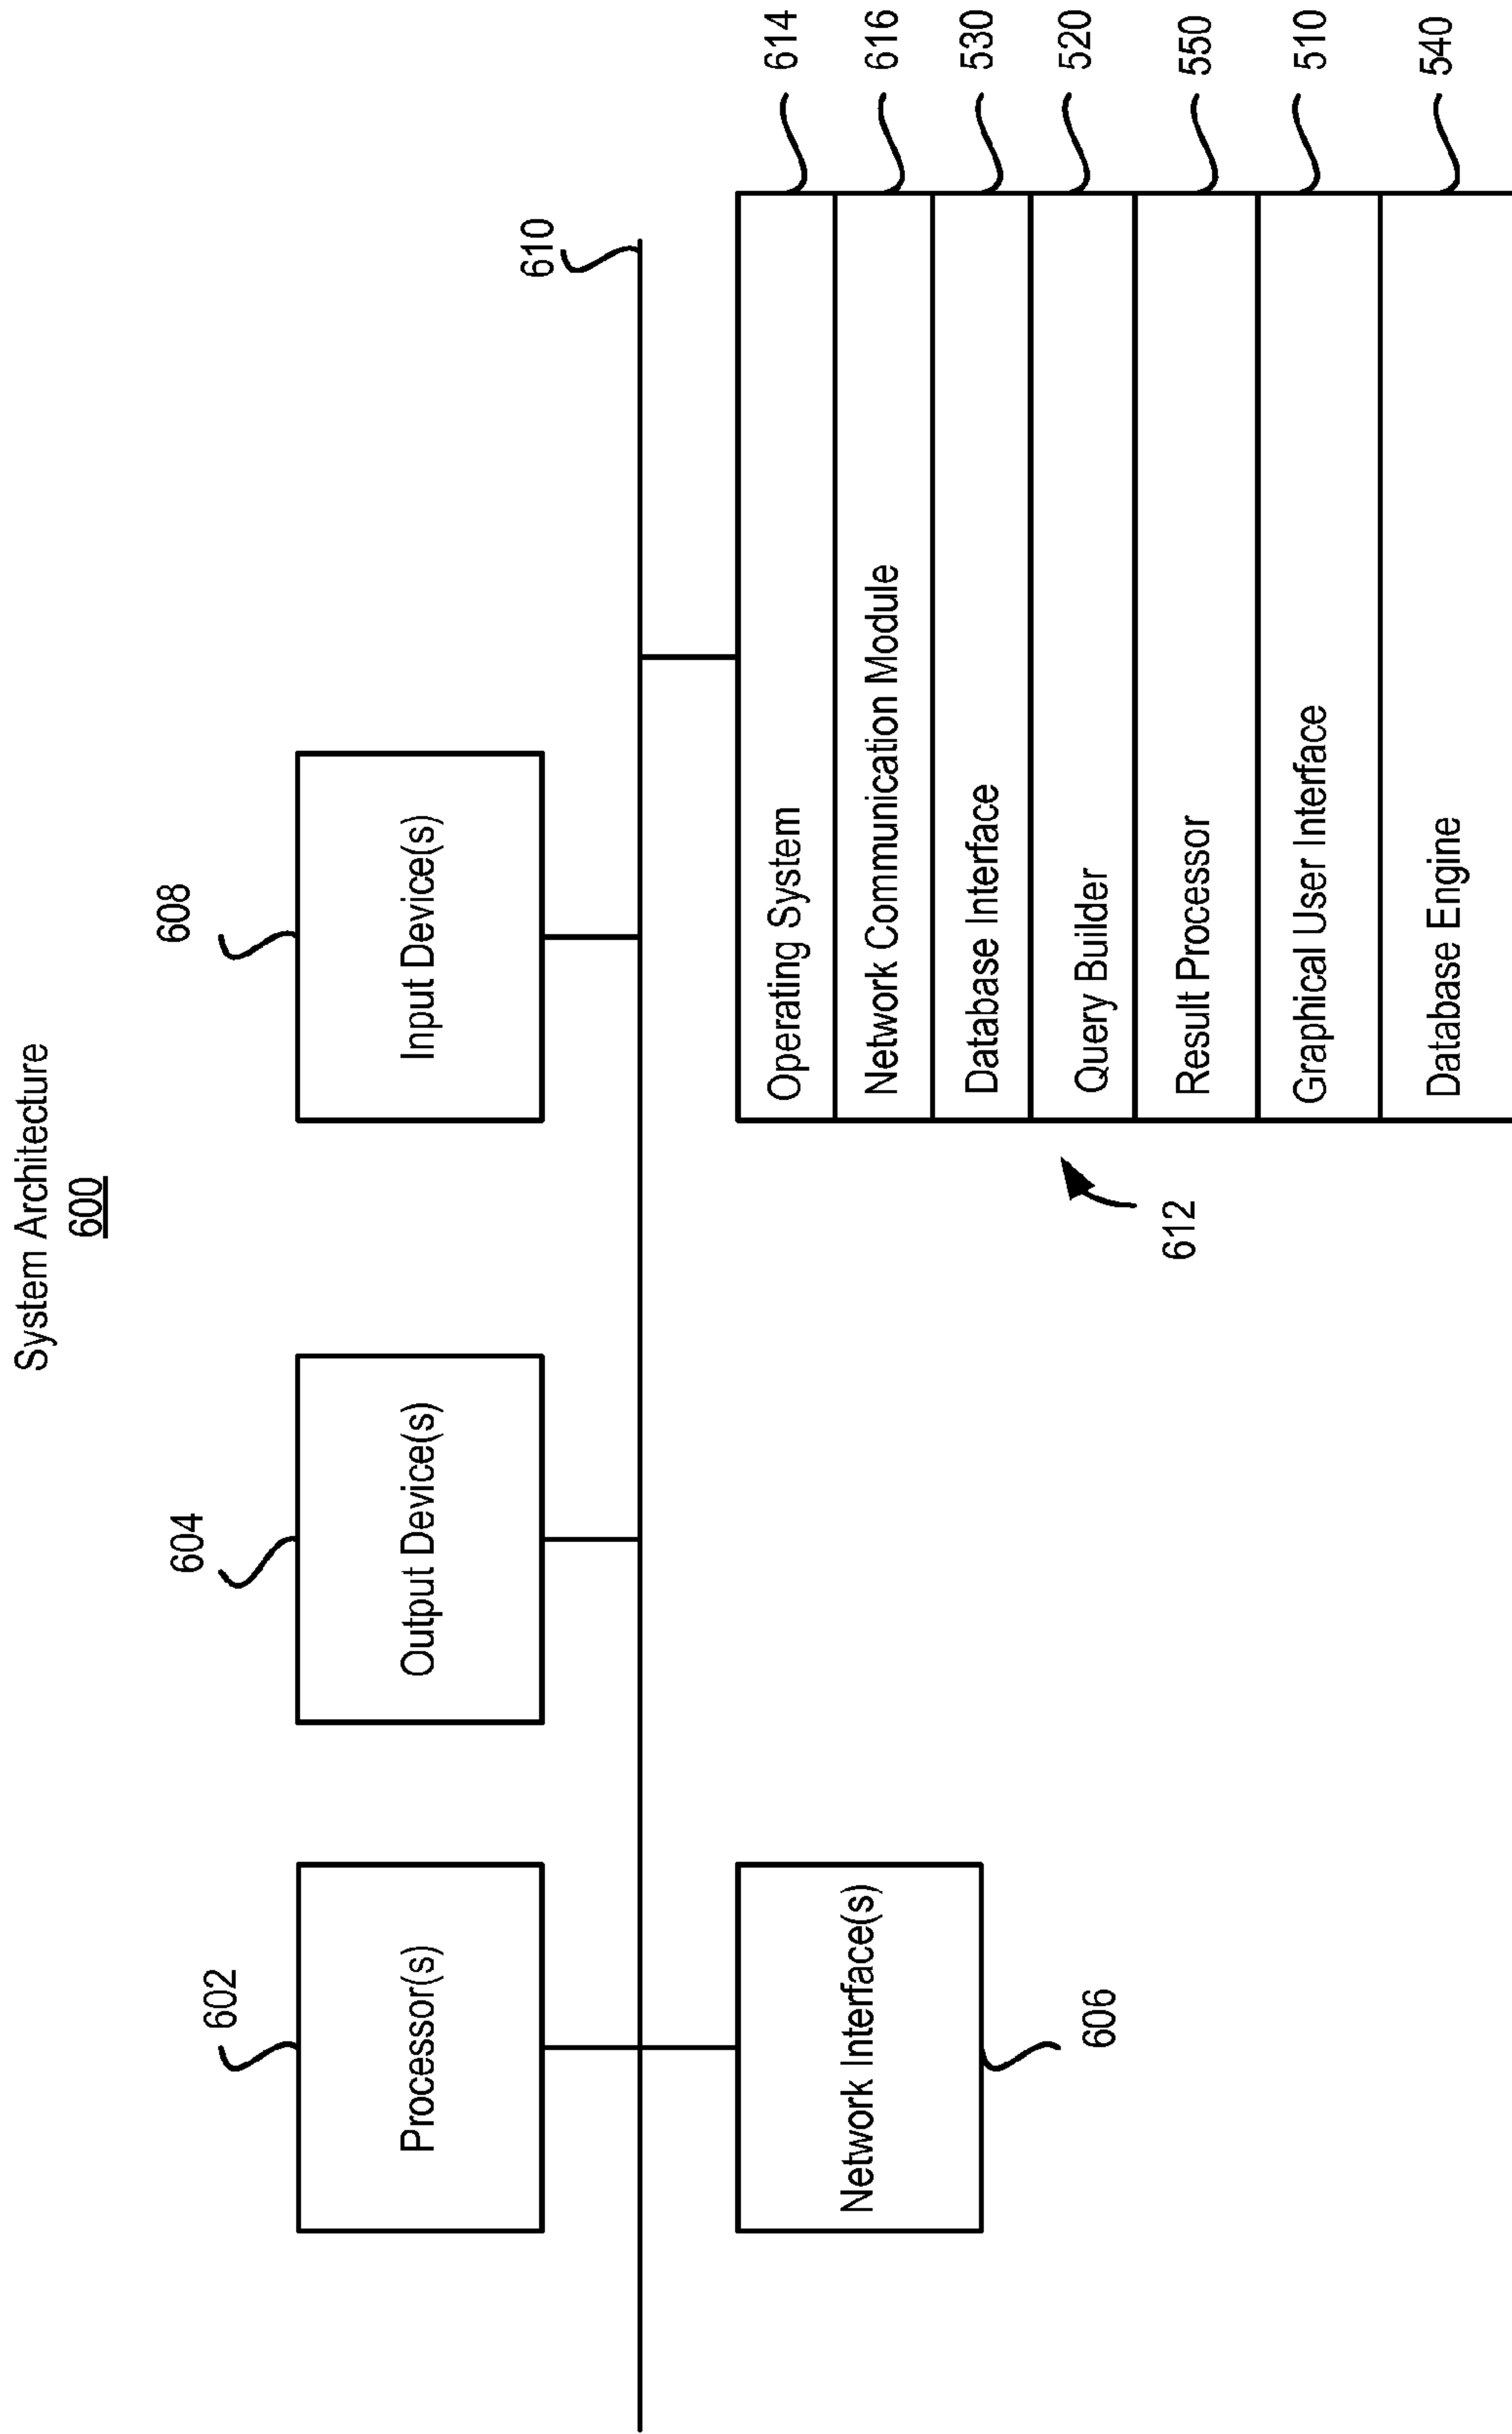 System Architecture
600
602
604
608
Processor(s)
Output Device(s)
Input Device(s)
610
Network Interface(s)
606
612
Operating System
614
Network Communication Module
616
Database Interface
530
Query Builder
520
Result Processor
550
Graphical User Interface
510
Database Engine
540